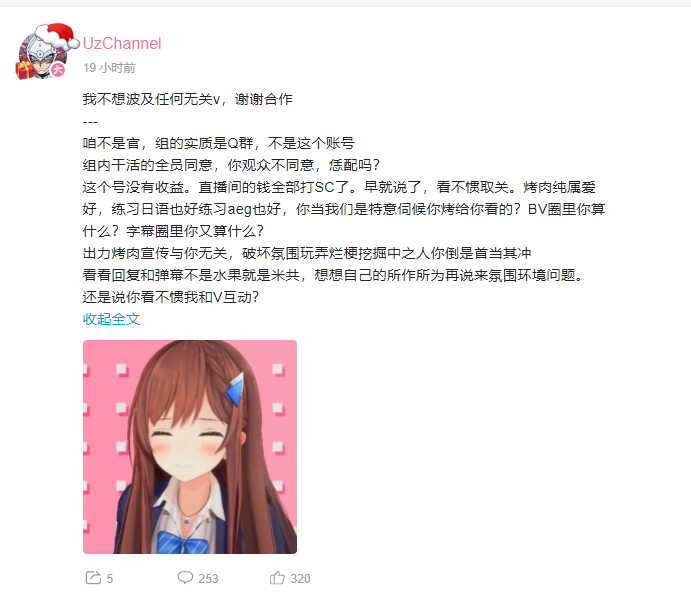 UzChannel
19 小时前
我不想波及任何无关v，谢谢合作
---
咱不是官，组的实质是Q群，不是这个账号
组内干活的全员同意，你观众不同意，恁配吗？
这个号没有收益。直播间的钱全部打SC了。早就说了，看不惯取关。烤肉纯属爱
好，练习日语也好练习aeg也好，你当我们是特意伺候你烤给你看的？BV圈里你算
什么？字幕圈里你又算什么？
出力烤肉宣传与你无关，破坏氛围玩弄烂梗挖掘中之人你倒是首当其冲
看看回复和弹幕不是水果就是米共，想想自己的所作所为再说来氛围环境问题。
还是说你看不惯我和V互动？
收起全文
5
253
320